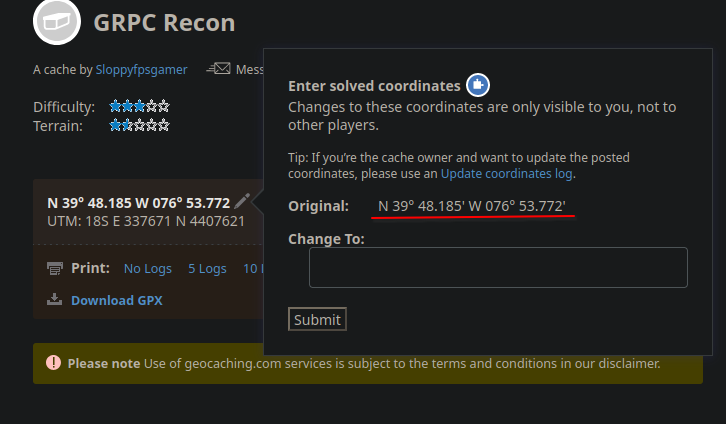 GRPC Recon
A cache by Sloppyfpsgamer
Mess
Difficulty:
Terrain:
N 39° 48.185 W 076° 53.772
UTM: 18S E 337671 N 4407621
Print: No Logs 5 Logs 10
Download GPX
Enter solved coordinates
Changes to these coordinates are only visible to you, not to
other players.
Tip: If you’re the cache owner and want to update the posted
coordinates, please use an Update coordinates log.
Original: N 39° 48.185' W 076° 53.772'
Change To:
Submit
Please note Use of geocaching.com services is subject to the terms and conditions in our disclaimer.